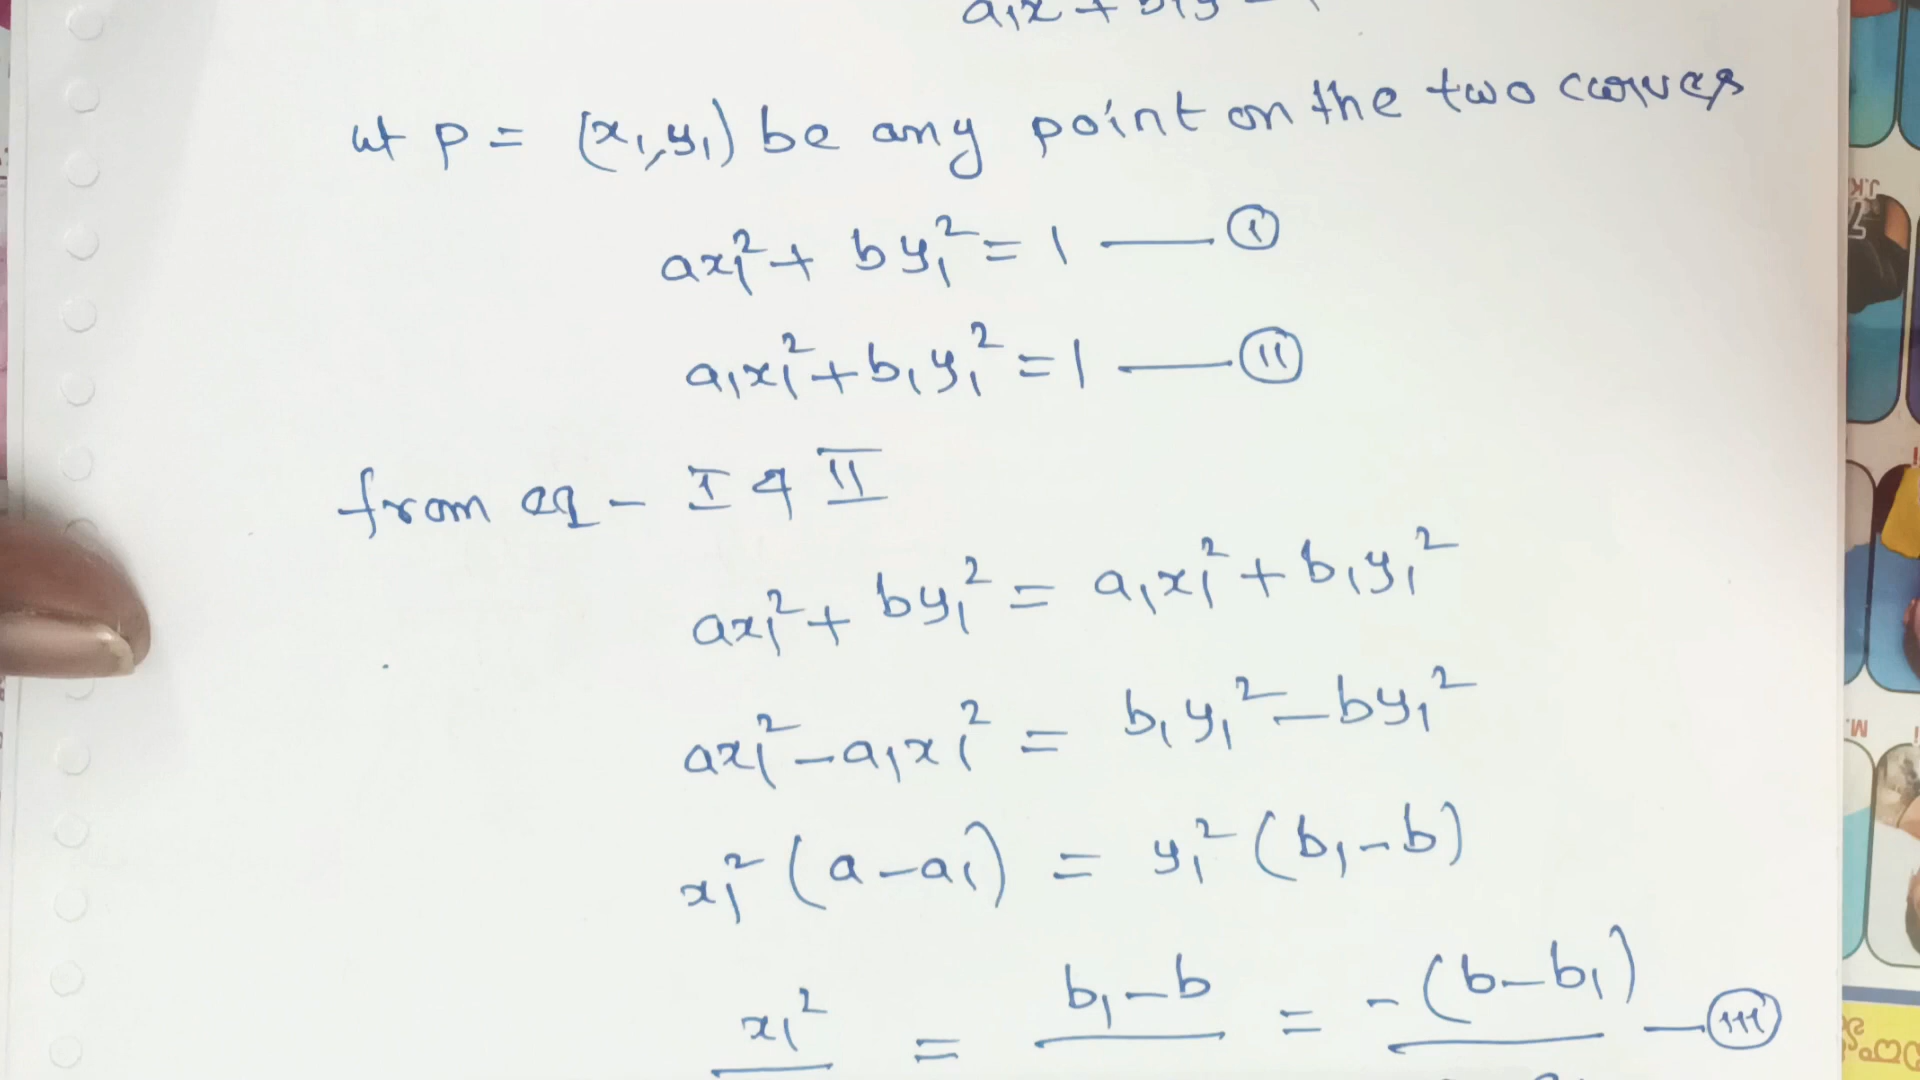 let P = (x₁,y₁) be any point on the two curves
ax₁² + by₁² = 1 — (I)
a₁x₁² + b₁y₁² = 1 — (II)
from eq - I & II
ax₁² + by₁² = a₁x₁² + b₁y₁²
ax₁² - a₁x₁² = b₁y₁² - by₁²
x₁² (a - a₁) = y₁² (b₁ - b)
x₁² = b₁ - b = -(b - b₁) — (III)